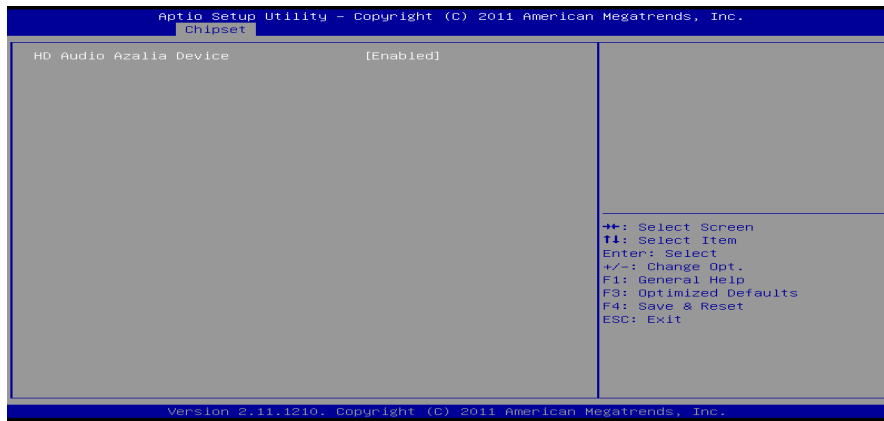 Aptio Setup Utility – Copyright (C) 2011 American Megatrends, Inc.
Chipset
HD Audio Azalia Device [Enabled]
→←: Select Screen
↑↓: Select Item
Enter: Select
+/-: Change Opt.
F1: General Help
F3: Optimized Defaults
F4: Save & Reset
ESC: Exit
Version 2.11.1210. Copyright (C) 2011 American Megatrends, Inc.